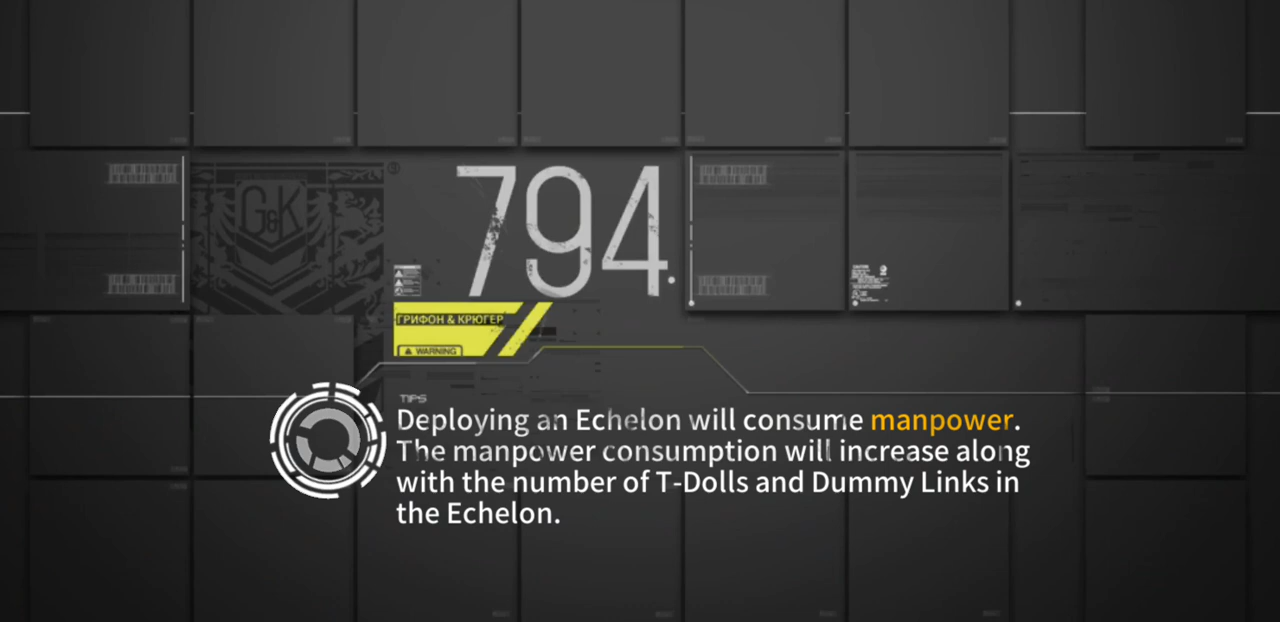 G&K
794.
ГРИФОН & КРЮГЕР
WARNING
TIPS
Deploying an Echelon will consume manpower.
The manpower consumption will increase along
with the number of T-Dolls and Dummy Links in
the Echelon.
CAUTION